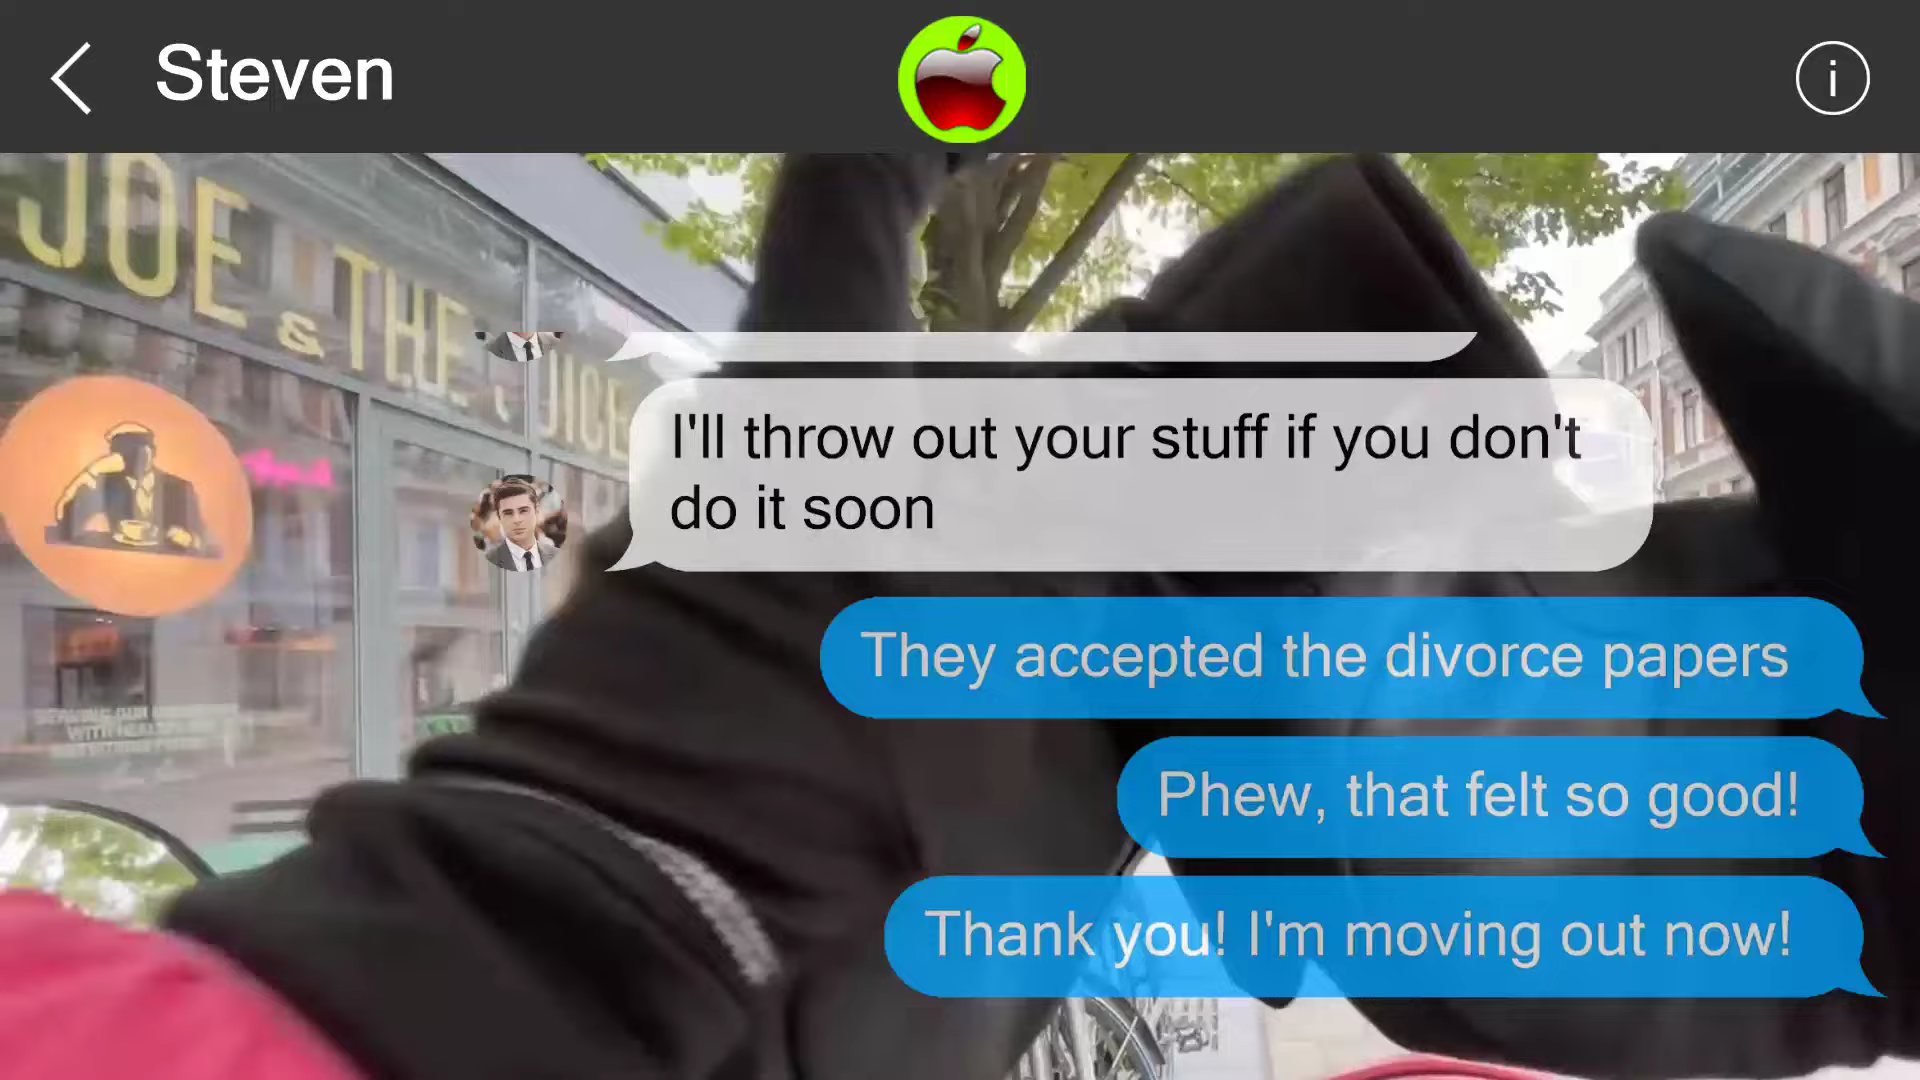 Steven
JOE
& THE JUICE
I'll throw out your stuff if you don't
do it soon
They accepted the divorce papers
Phew, that felt so good!
Thank you! I'm moving out now!